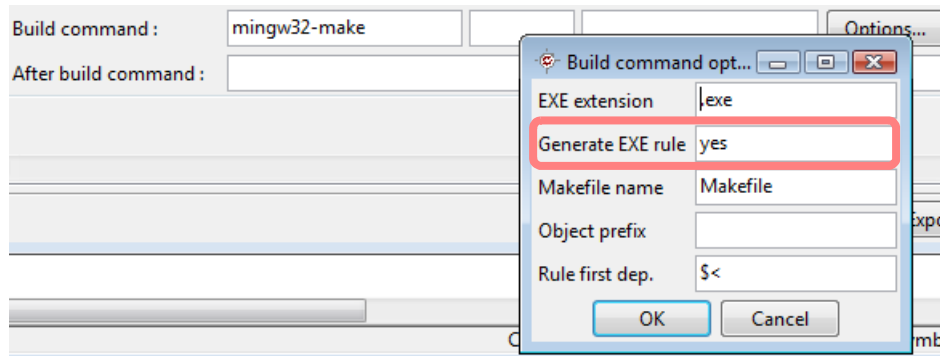 Build command :
mingw32-make
Options...
After build command :
Build command opt...
EXE extension
.exe
Generate EXE rule
yes
Makefile name
Makefile
Object prefix
Rule first dep.
$<
OK
Cancel